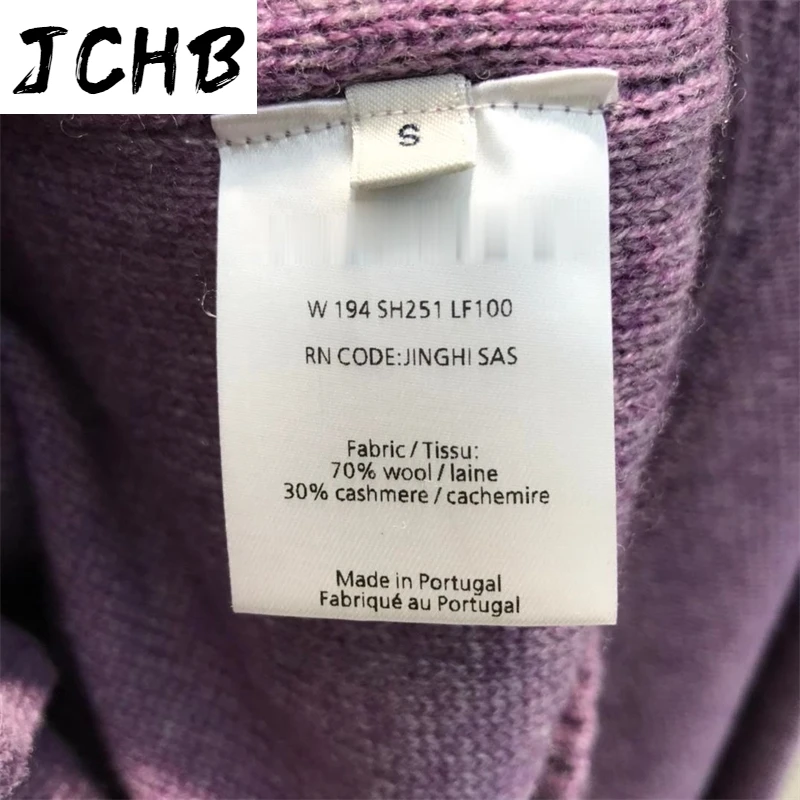 JCHB
S
W 194 SH251 LF100
RN CODE:JINGHI SAS
Fabric / Tissu:
70% wool / laine
30% cashmere / cachemire
Made in Portugal
Fabriqué au Portugal